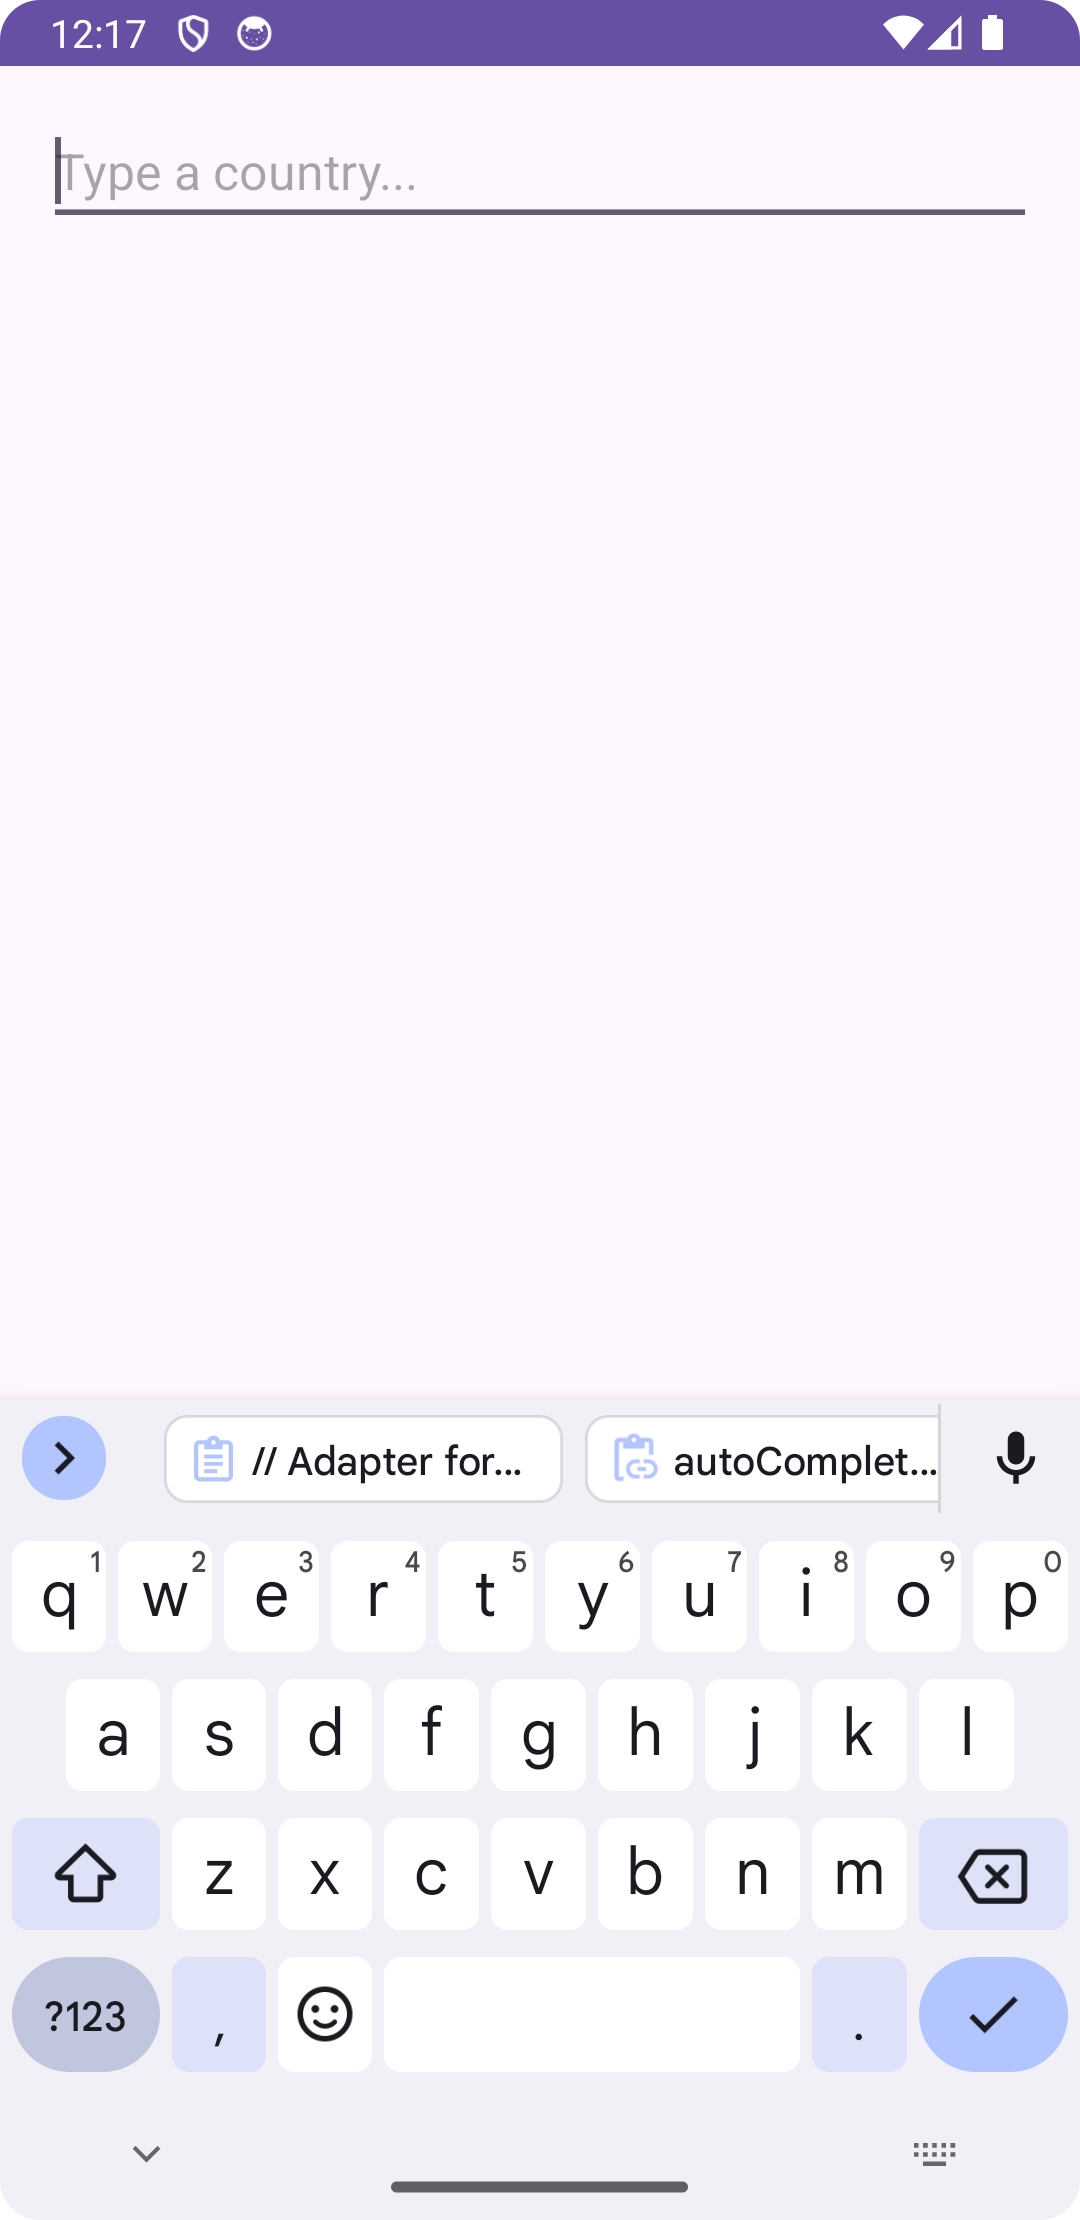 12:17
Type a country...
// Adapter for... autoComplet...
q 1 w 2 e 3 r 4 t 5 y 6 u 7 i 8 o 9 p 0
a s d f g h j k l
z x c v b n m
?123 , .